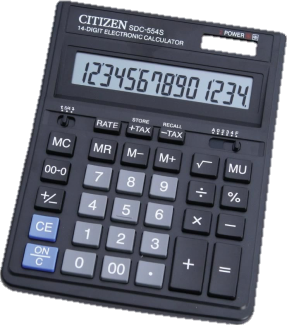 CITIZEN SDC-554S
14-DIGIT ELECTRONIC CALCULATOR
POWER
12345678901234.
STORE RECALL
RATE +TAX −TAX
MC MR M− M+ √ MU
00→0 7 8 9 ÷ %
+/− 4 5 6 × −
CE 1 2 3 + =
ON/C 0 00 ·